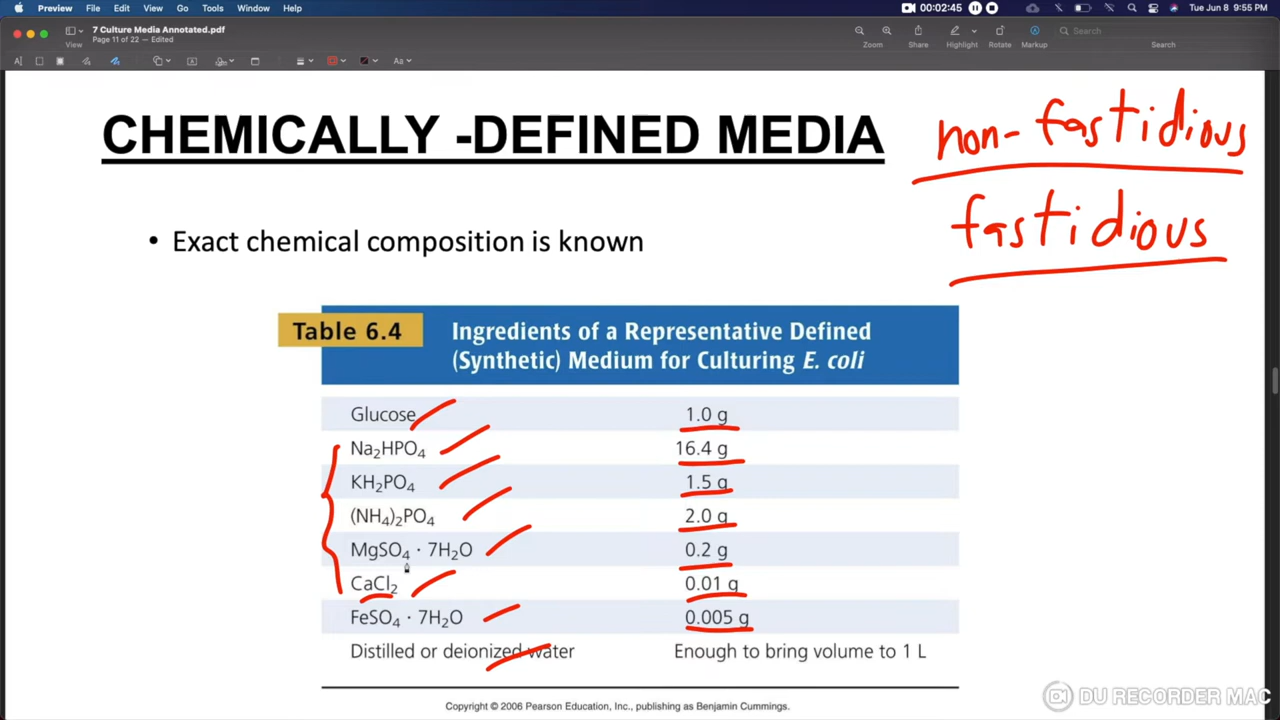 Preview File Edit View Go Tools Window Help
00:02:45
Tue Jun 8 9:55 PM
7 Culture Media Annotated.pdf
Page 11 of 22 — Edited
View
Zoom Share Highlight Rotate Markup Search
Search
CHEMICALLY -DEFINED MEDIA
non-fastidious
fastidious
• Exact chemical composition is known
Table 6.4
Ingredients of a Representative Defined
(Synthetic) Medium for Culturing E. coli
Glucose 1.0 g
Na₂HPO₄ 16.4 g
KH₂PO₄ 1.5 g
(NH₄)₂PO₄ 2.0 g
MgSO₄ · 7H₂O 0.2 g
CaCl₂ 0.01 g
FeSO₄ · 7H₂O 0.005 g
Distilled or deionized water Enough to bring volume to 1 L
Copyright © 2006 Pearson Education, Inc., publishing as Benjamin Cummings.
DU RECORDER MAC